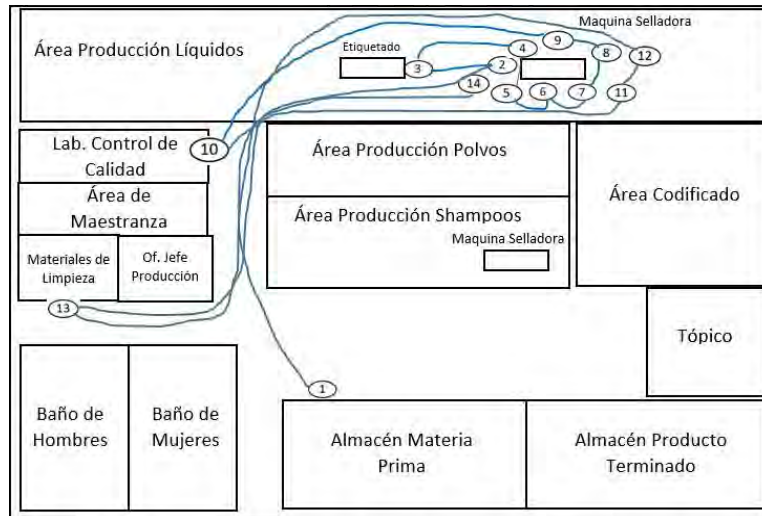 Maquina Selladora
Área Producción Líquidos
Etiquetado
9
4
8
12
3
2
14
5
6
7
11
Lab. Control de
Calidad
10
Área Producción Polvos
Área Codificado
Área de
Maestranza
Área Producción Shampoos
Maquina Selladora
Materiales de
Limpieza
Of. Jefe
Producción
13
Tópico
1
Baño de
Hombres
Baño de
Mujeres
Almacén Materia
Prima
Almacén Producto
Terminado